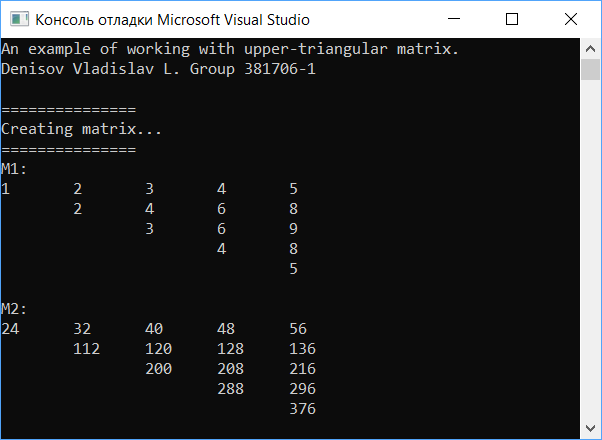 Консоль отладки Microsoft Visual Studio
An example of working with upper-triangular matrix.
Denisov Vladislav L. Group 381706-1
===============
Creating matrix...
===============
M1:
1 2 3 4 5
2 4 6 8
3 6 9
4 8
5
M2:
24 32 40 48 56
112 120 128 136
200 208 216
288 296
376